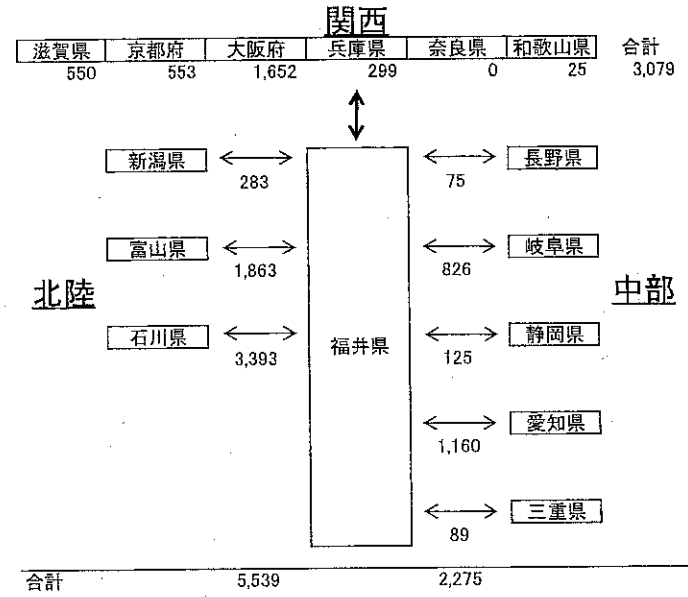 関西
滋賀県 京都府 大阪府 兵庫県 奈良県 和歌山県 合計
550 553 1,652 299 0 25 3,079
新潟県 長野県
283 75
富山県 岐阜県
1,863 826
北陸 中部
石川県 福井県 静岡県
3,393 125
愛知県
1,160
三重県
89
合計 5,539 2,275